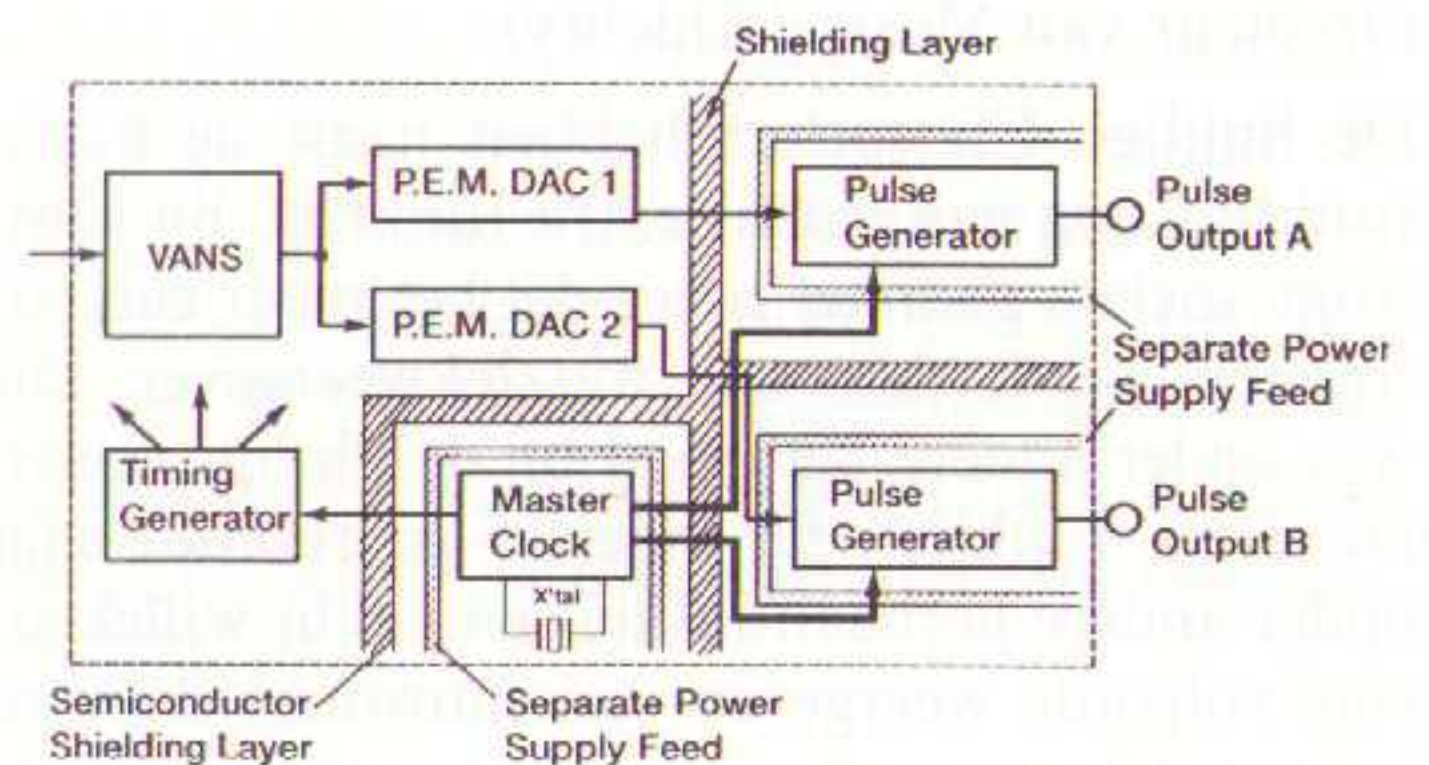 Shielding Layer
P.E.M. DAC 1
VANS
P.E.M. DAC 2
Pulse
Generator
Pulse
Output A
Separate Power
Supply Feed
Timing
Generator
Master
Clock
X'tal
Pulse
Generator
Pulse
Output B
Semiconductor
Shielding Layer
Separate Power
Supply Feed